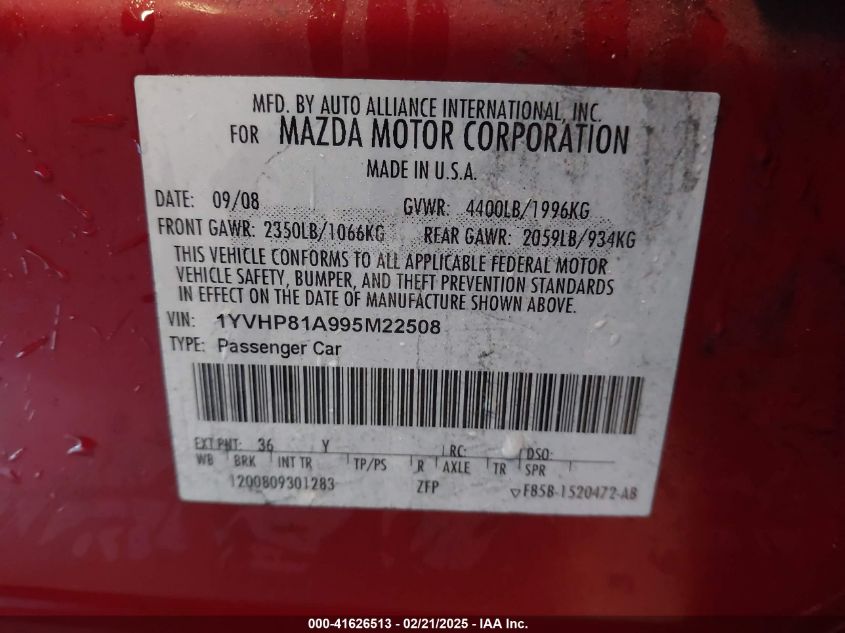 MFD. BY AUTO ALLIANCE INTERNATIONAL, INC.
FOR MAZDA MOTOR CORPORATION
MADE IN U.S.A.
DATE: 09/08 GVWR: 4400LB/1996KG
FRONT GAWR: 2350LB/1066KG REAR GAWR: 2059LB/934KG
THIS VEHICLE CONFORMS TO ALL APPLICABLE FEDERAL MOTOR
VEHICLE SAFETY, BUMPER, AND THEFT PREVENTION STANDARDS
IN EFFECT ON THE DATE OF MANUFACTURE SHOWN ABOVE.
VIN: 1YVHP81A995M22508
TYPE: Passenger Car
EXT PNT: 36 Y RC: DSO:
WB BRK INT TR TP/PS R AXLE TR SPR
1200809301283 ZFP F85B-1520472-AB
000-41626513 - 02/21/2025 - IAAI, Inc.